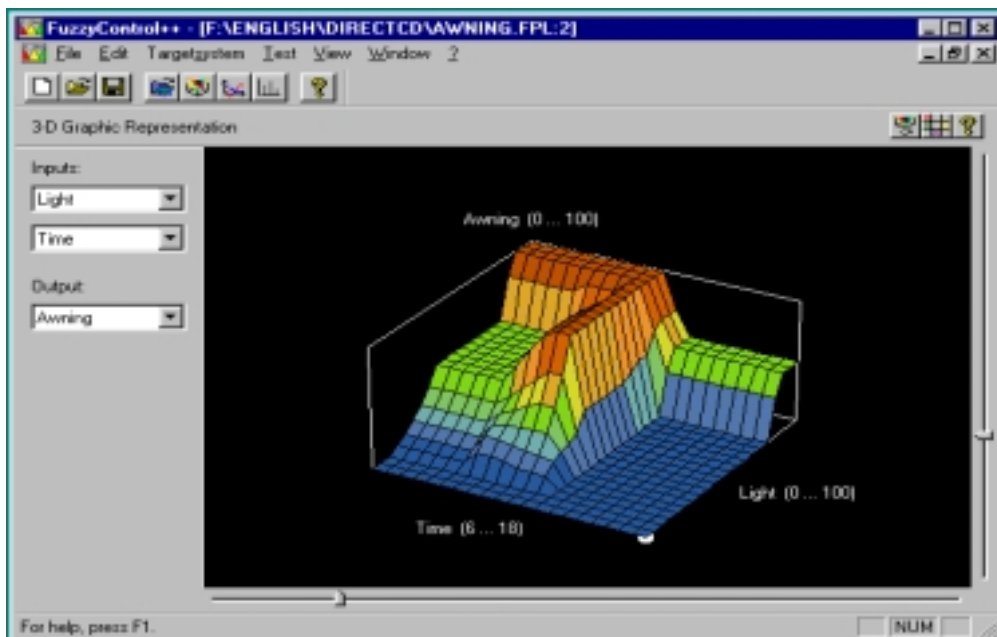 FuzzyControl++ - [F:\ENGLISH\DIRECTCD\AWNING.FPL:2]
File Edit Targetsystem Test View Window ?
3-D Graphic Representation
Inputs:
Light
Time
Output:
Awning
Awning (0 ... 100)
Light (0 ... 100)
Time (6 ... 18)
For help, press F1.
NUM